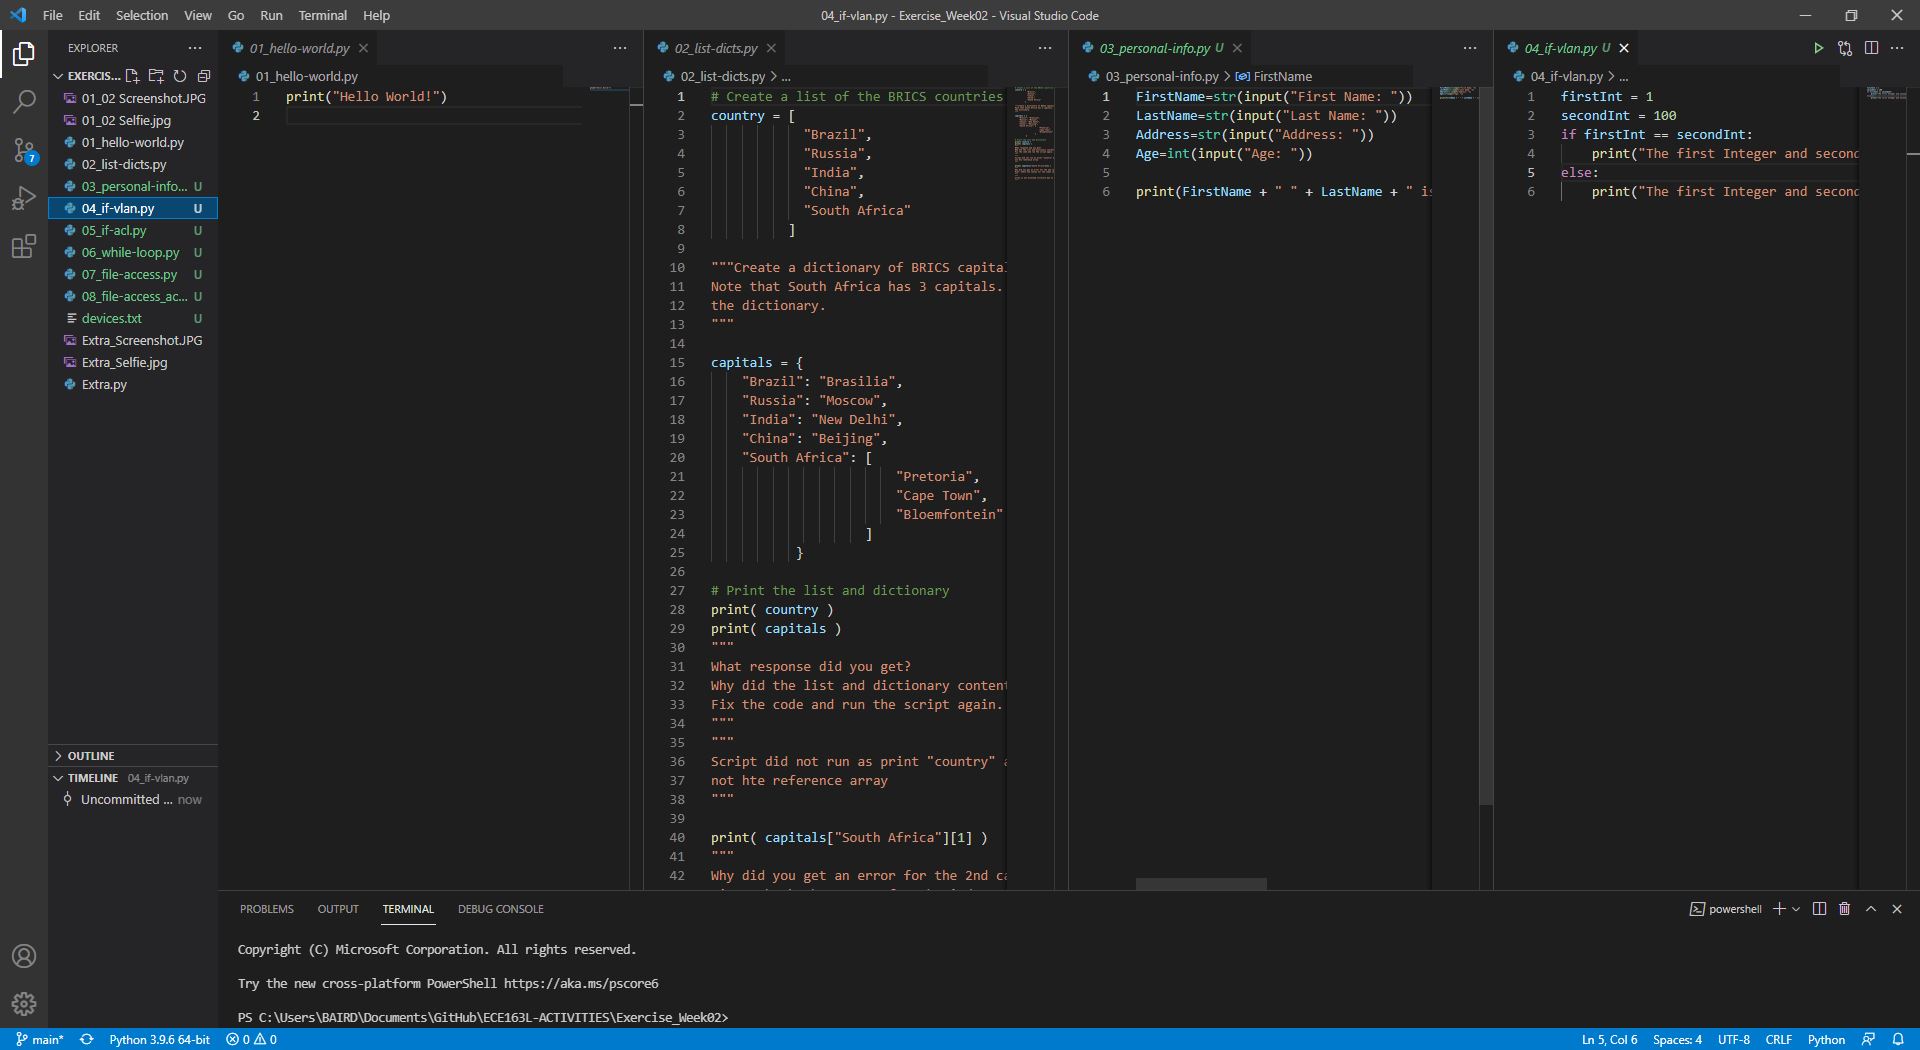 File Edit Selection View Go Run Terminal Help
04_if-vlan.py - Exercise_Week02 - Visual Studio Code
EXPLORER
EXERCIS...
01_02 Screenshot.JPG
01_02 Selfie.jpg
01_hello-world.py
02_list-dicts.py
03_personal-info... U
04_if-vlan.py U
05_if-acl.py U
06_while-loop.py U
07_file-access.py U
08_file-access_ac... U
devices.txt U
Extra_Screenshot.JPG
Extra_Selfie.jpg
Extra.py
OUTLINE
TIMELINE 04_if-vlan.py
Uncommitted ... now
7
01_hello-world.py
01_hello-world.py
1 print("Hello World!")
2
02_list-dicts.py
02_list-dicts.py > ...
1 # Create a list of the BRICS countries
2 country = [
3 "Brazil",
4 "Russia",
5 "India",
6 "China",
7 "South Africa"
8 ]
9
10 """Create a dictionary of BRICS capita
11 Note that South Africa has 3 capitals.
12 the dictionary.
13 """
14
15 capitals = {
16 "Brazil": "Brasilia",
17 "Russia": "Moscow",
18 "India": "New Delhi",
19 "China": "Beijing",
20 "South Africa": [
21 "Pretoria",
22 "Cape Town",
23 "Bloemfontein"
24 ]
25 }
26
27 # Print the list and dictionary
28 print( country )
29 print( capitals )
30 """
31 What response did you get?
32 Why did the list and dictionary content
33 Fix the code and run the script again.
34 """
35 """
36 Script did not run as print "country" a
37 not hte reference array
38 """
39
40 print( capitals["South Africa"][1] )
41 """
42 Why did you get an error for the 2nd ca
03_personal-info.py U
03_personal-info.py > FirstName
1 FirstName=str(input("First Name: "))
2 LastName=str(input("Last Name: "))
3 Address=str(input("Address: "))
4 Age=int(input("Age: "))
5
6 print(FirstName + " " + LastName + " is
04_if-vlan.py U
04_if-vlan.py > ...
1 firstInt = 1
2 secondInt = 100
3 if firstInt == secondInt:
4 print("The first Integer and second
5 else:
6 print("The first Integer and second
PROBLEMS OUTPUT TERMINAL DEBUG CONSOLE
powershell
Copyright (C) Microsoft Corporation. All rights reserved.
Try the new cross-platform PowerShell https://aka.ms/pscore6
PS C:\Users\BAIRD\Documents\GitHub\ECE163L-ACTIVITIES\Exercise_Week02>
main* Python 3.9.6 64-bit 0 0 Ln 5, Col 6 Spaces: 4 UTF-8 CRLF Python